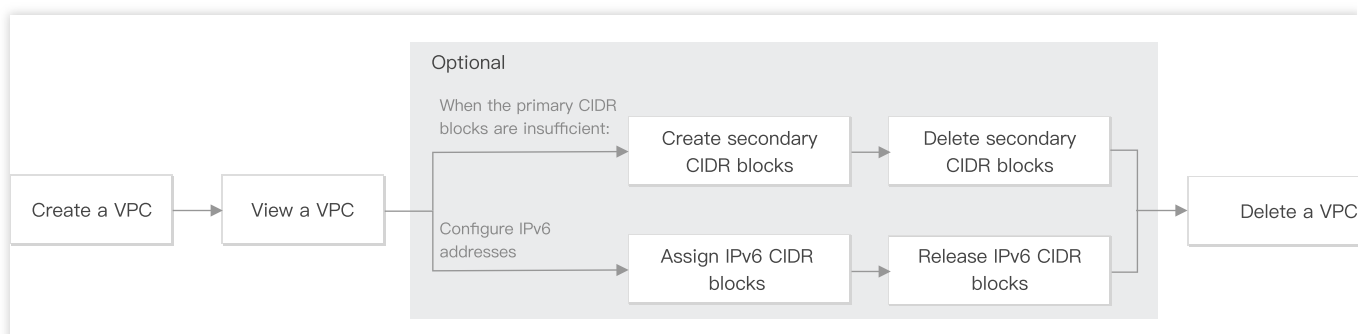 Optional
When the primary CIDR
blocks are insufficient:
Create secondary
CIDR blocks
Delete secondary
CIDR blocks
Create a VPC
View a VPC
Delete a VPC
Configure IPv6
addresses
Assign IPv6 CIDR
blocks
Release IPv6 CIDR
blocks